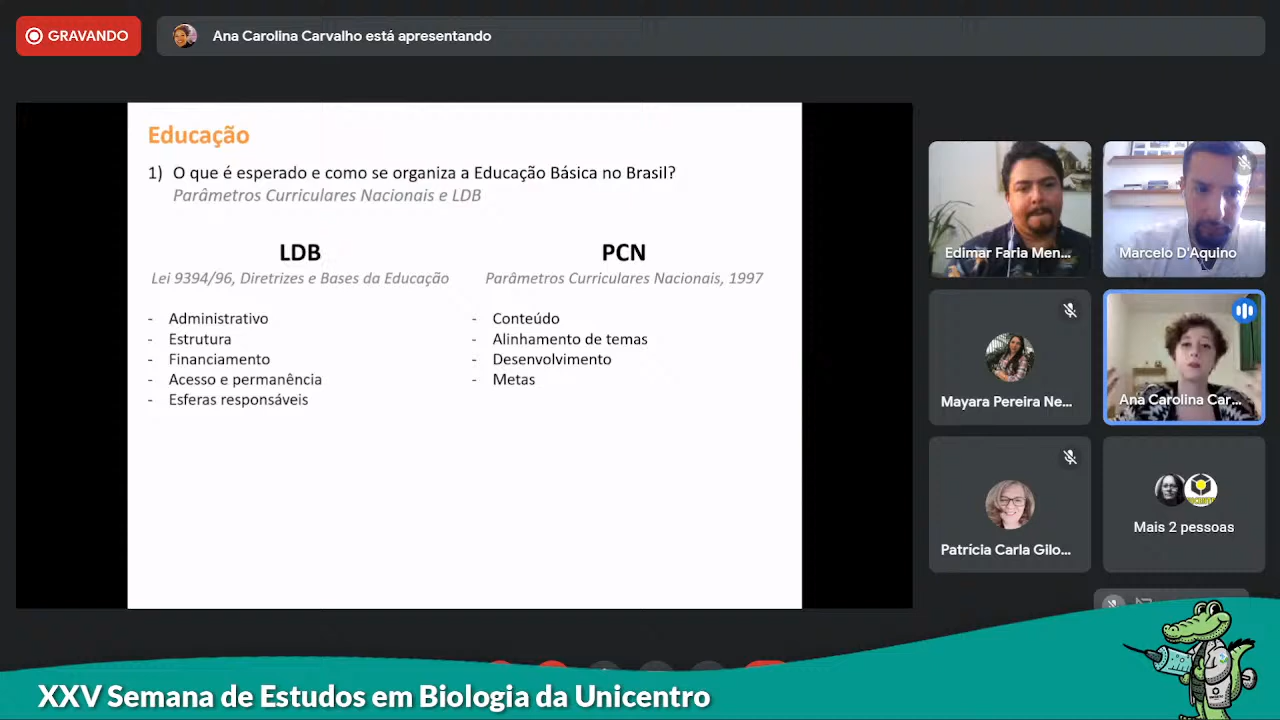 GRAVANDO
Ana Carolina Carvalho está apresentando
Educação
1) O que é esperado e como se organiza a Educação Básica no Brasil?
Parâmetros Curriculares Nacionais e LDB
LDB
Lei 9394/96, Diretrizes e Bases da Educação
- Administrativo
- Estrutura
- Financiamento
- Acesso e permanência
- Esferas responsáveis
PCN
Parâmetros Curriculares Nacionais, 1997
- Conteúdo
- Alinhamento de temas
- Desenvolvimento
- Metas
Edimar Faria Men...
Marcelo D'Aquino
Mayara Pereira Ne...
Ana Carolina Car...
Patrícia Carla Gilo...
Mais 2 pessoas
XXV Semana de Estudos em Biologia da Unicentro